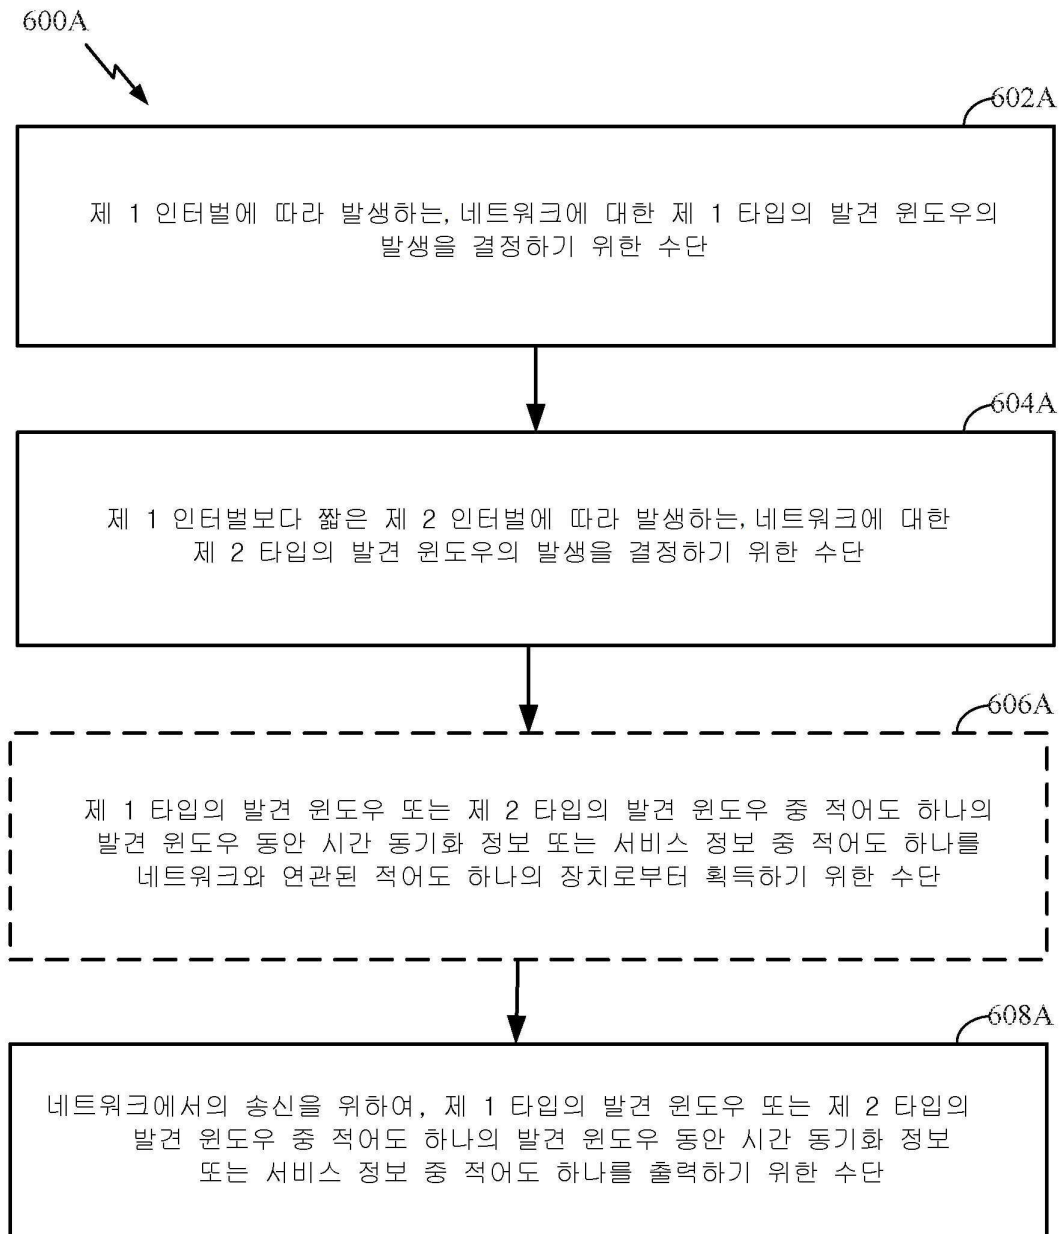 600A
602A
제 1 인터벌에 따라 발생하는, 네트워크에 대한 제 1 타입의 발견 윈도우의
발생을 결정하기 위한 수단
604A
제 1 인터벌보다 짧은 제 2 인터벌에 따라 발생하는, 네트워크에 대한
제 2 타입의 발견 윈도우의 발생을 결정하기 위한 수단
606A
제 1 타입의 발견 윈도우 또는 제 2 타입의 발견 윈도우 중 적어도 하나의
발견 윈도우 동안 시간 동기화 정보 또는 서비스 정보 중 적어도 하나를
네트워크와 연관된 적어도 하나의 장치로부터 획득하기 위한 수단
608A
네트워크에서의 송신을 위하여, 제 1 타입의 발견 윈도우 또는 제 2 타입의
발견 윈도우 중 적어도 하나의 발견 윈도우 동안 시간 동기화 정보
또는 서비스 정보 중 적어도 하나를 출력하기 위한 수단